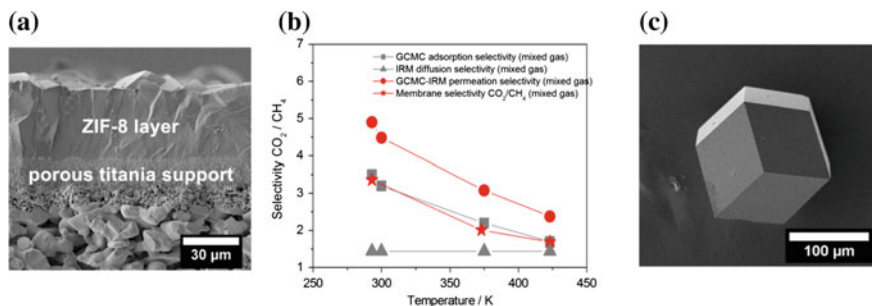 (a)
ZIF-8 layer
porous titania support
30 µm
(b)
7
6
5
4
3
2
1
Selectivity CO₂ / CH₄
GCMC adsorption selectivity (mixed gas)
IRM diffusion selectivity (mixed gas)
GCMC-IRM permeation selectivity (mixed gas)
Membrane selectivity CO₂/CH₄ (mixed gas)
250 300 350 400 450
Temperature / K
(c)
100 µm